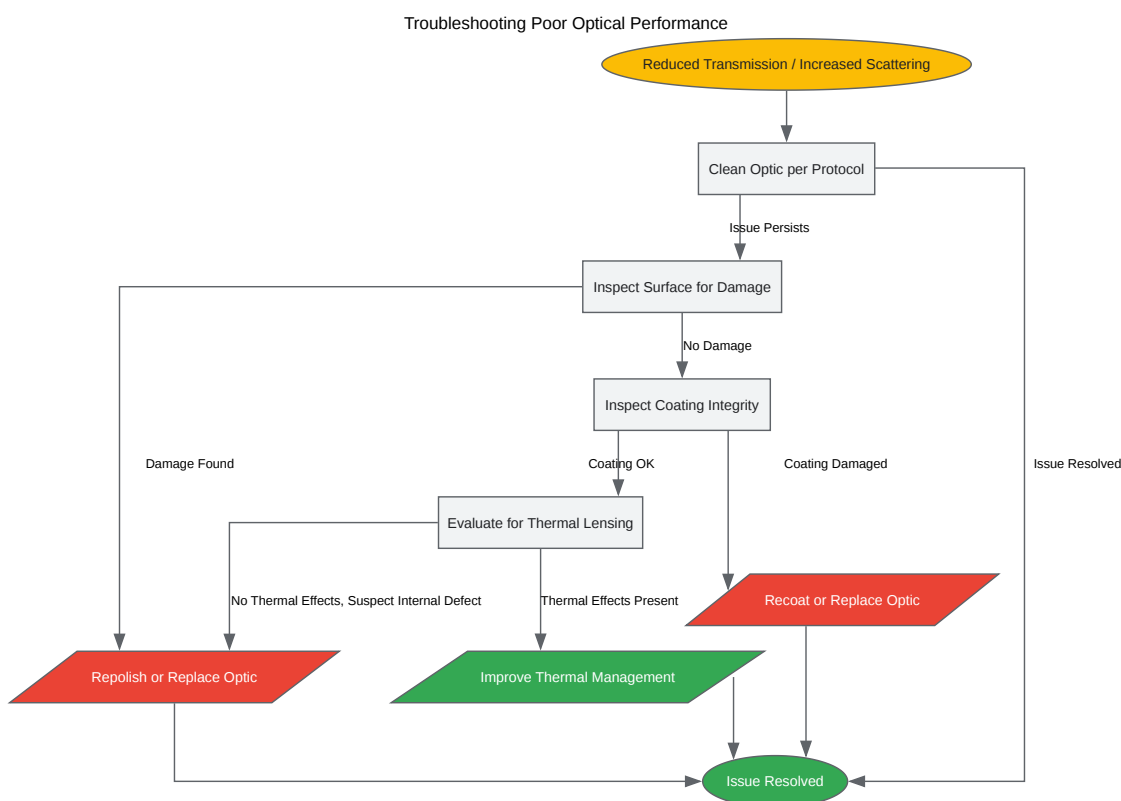 Troubleshooting Poor Optical Performance
Reduced Transmission / Increased Scattering
Clean Optic per Protocol
Issue Persists
Inspect Surface for Damage
No Damage
Inspect Coating Integrity
Damage Found
Coating OK
Coating Damaged
Issue Resolved
Evaluate for Thermal Lensing
No Thermal Effects, Suspect Internal Defect
Thermal Effects Present
Recoat or Replace Optic
Repolish or Replace Optic
Improve Thermal Management
Issue Resolved